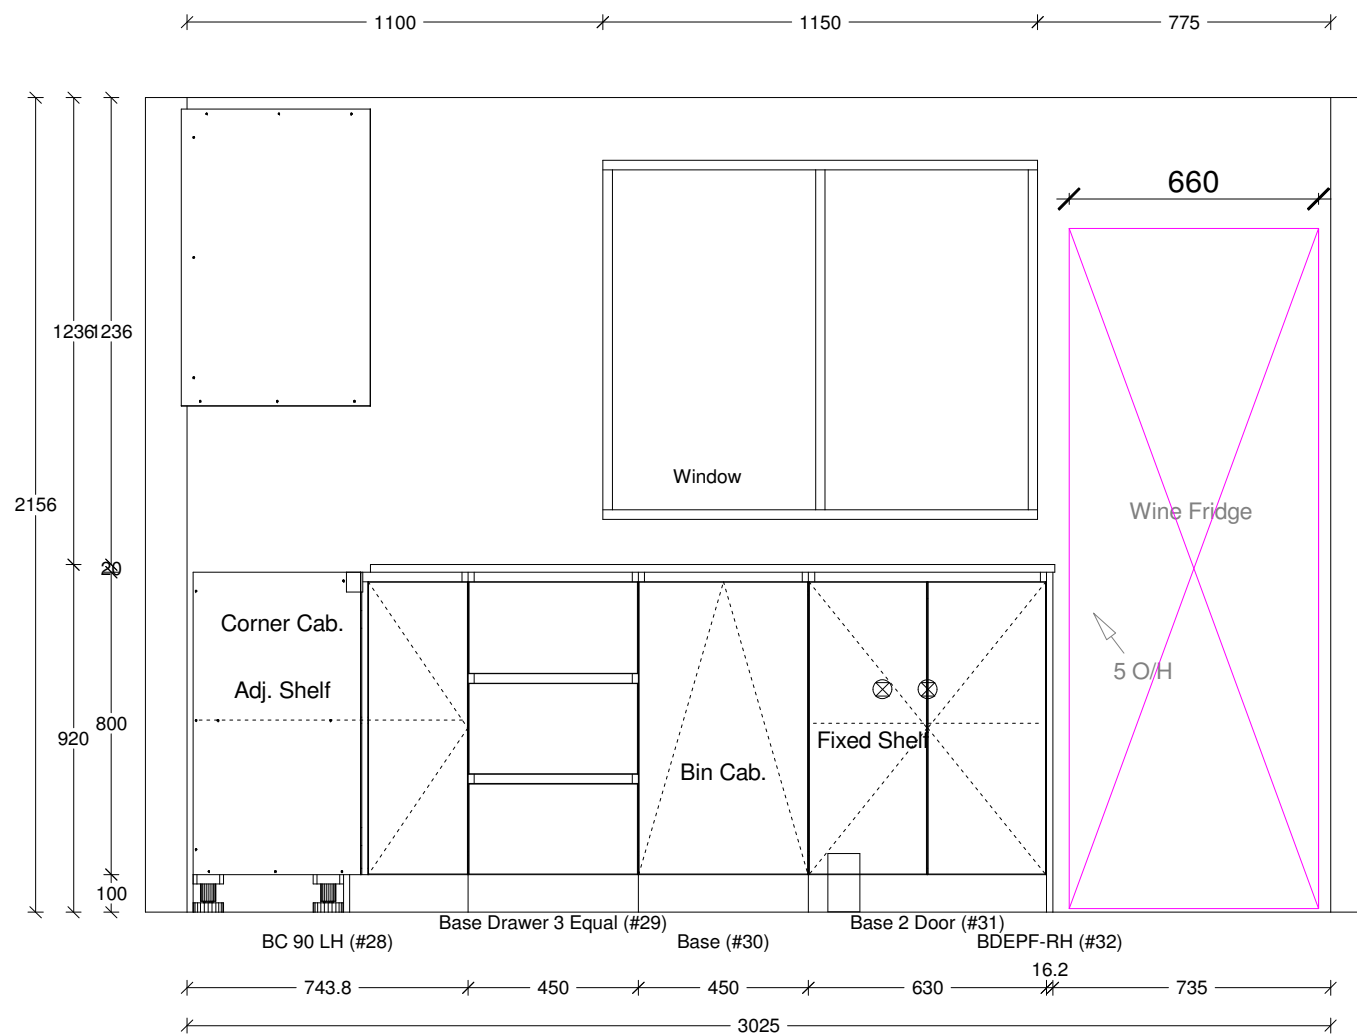 1100 1150 775
660
1236 1236
Window
2156
Wine Fridge
20
Corner Cab.
5 O/H
Adj. Shelf
800
920
Fixed Shelf
Bin Cab.
100
Base Drawer 3 Equal (#29) Base 2 Door (#31)
BC 90 LH (#28) Base (#30) BDEPF-RH (#32)
16.2
743.8 450 450 630 735
3025